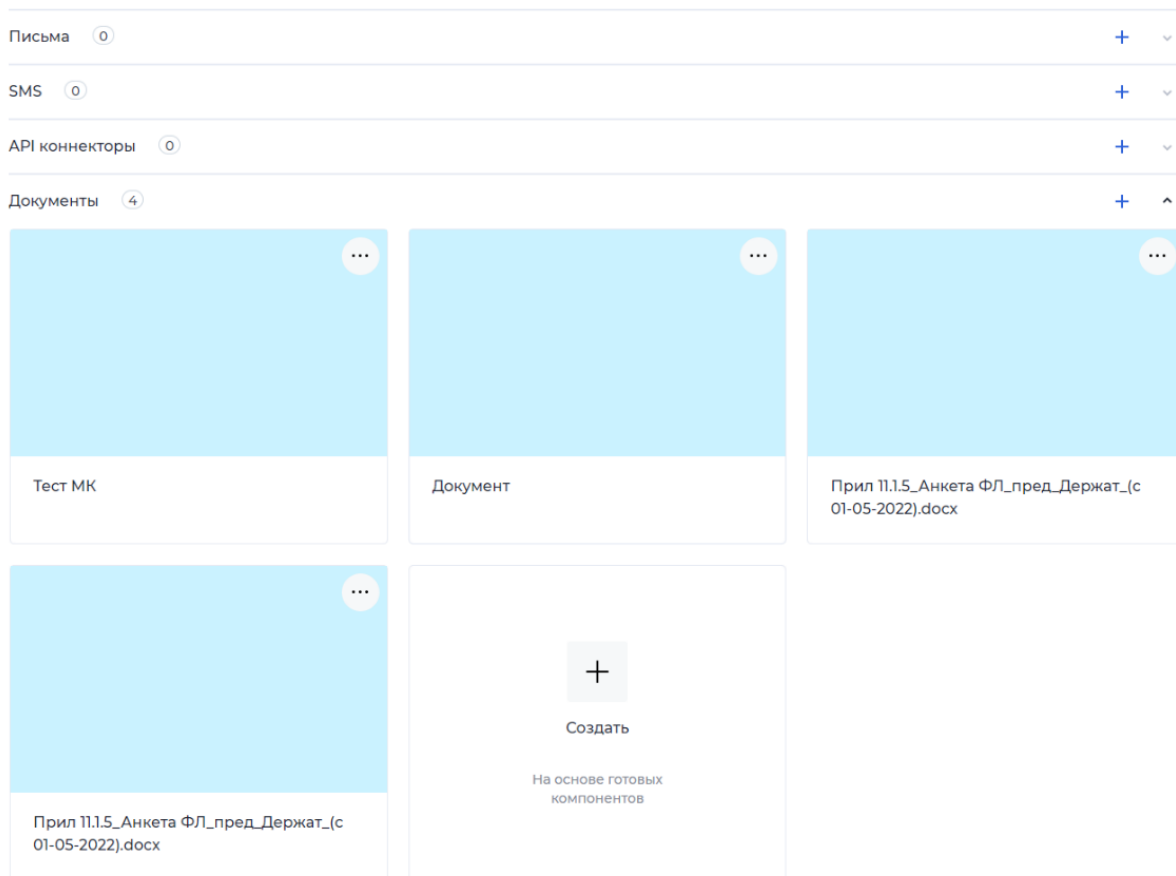 Письма 0
SMS 0
API коннекторы 0
Документы 4
Тест МК
Документ
Прил 11.1.5_Анкета ФЛ_пред_Держат_(с
01-05-2022).docx
Прил 11.1.5_Анкета ФЛ_пред_Держат_(с
01-05-2022).docx
Создать
На основе готовых
компонентов